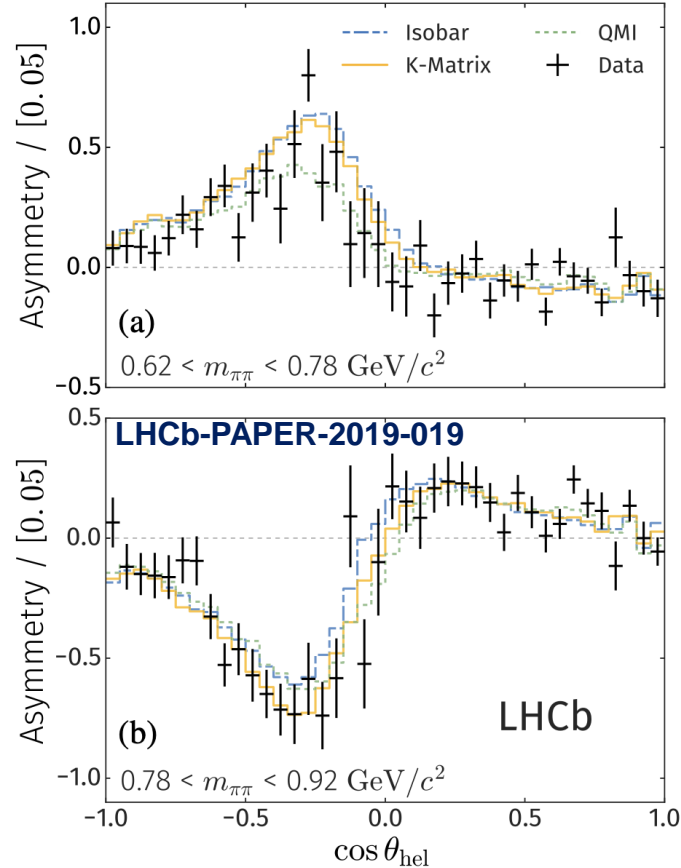 Isobar
QMI
K-Matrix
Data
Asymmetry / [0.05]
1.0
0.5
0.0
−0.5
(a)
0.62 < mππ < 0.78 GeV/c²
LHCb-PAPER-2019-019
Asymmetry / [0.05]
0.5
0.0
−0.5
−1.0
(b)
LHCb
0.78 < mππ < 0.92 GeV/c²
−1.0 −0.5 0.0 0.5 1.0
cos θhel